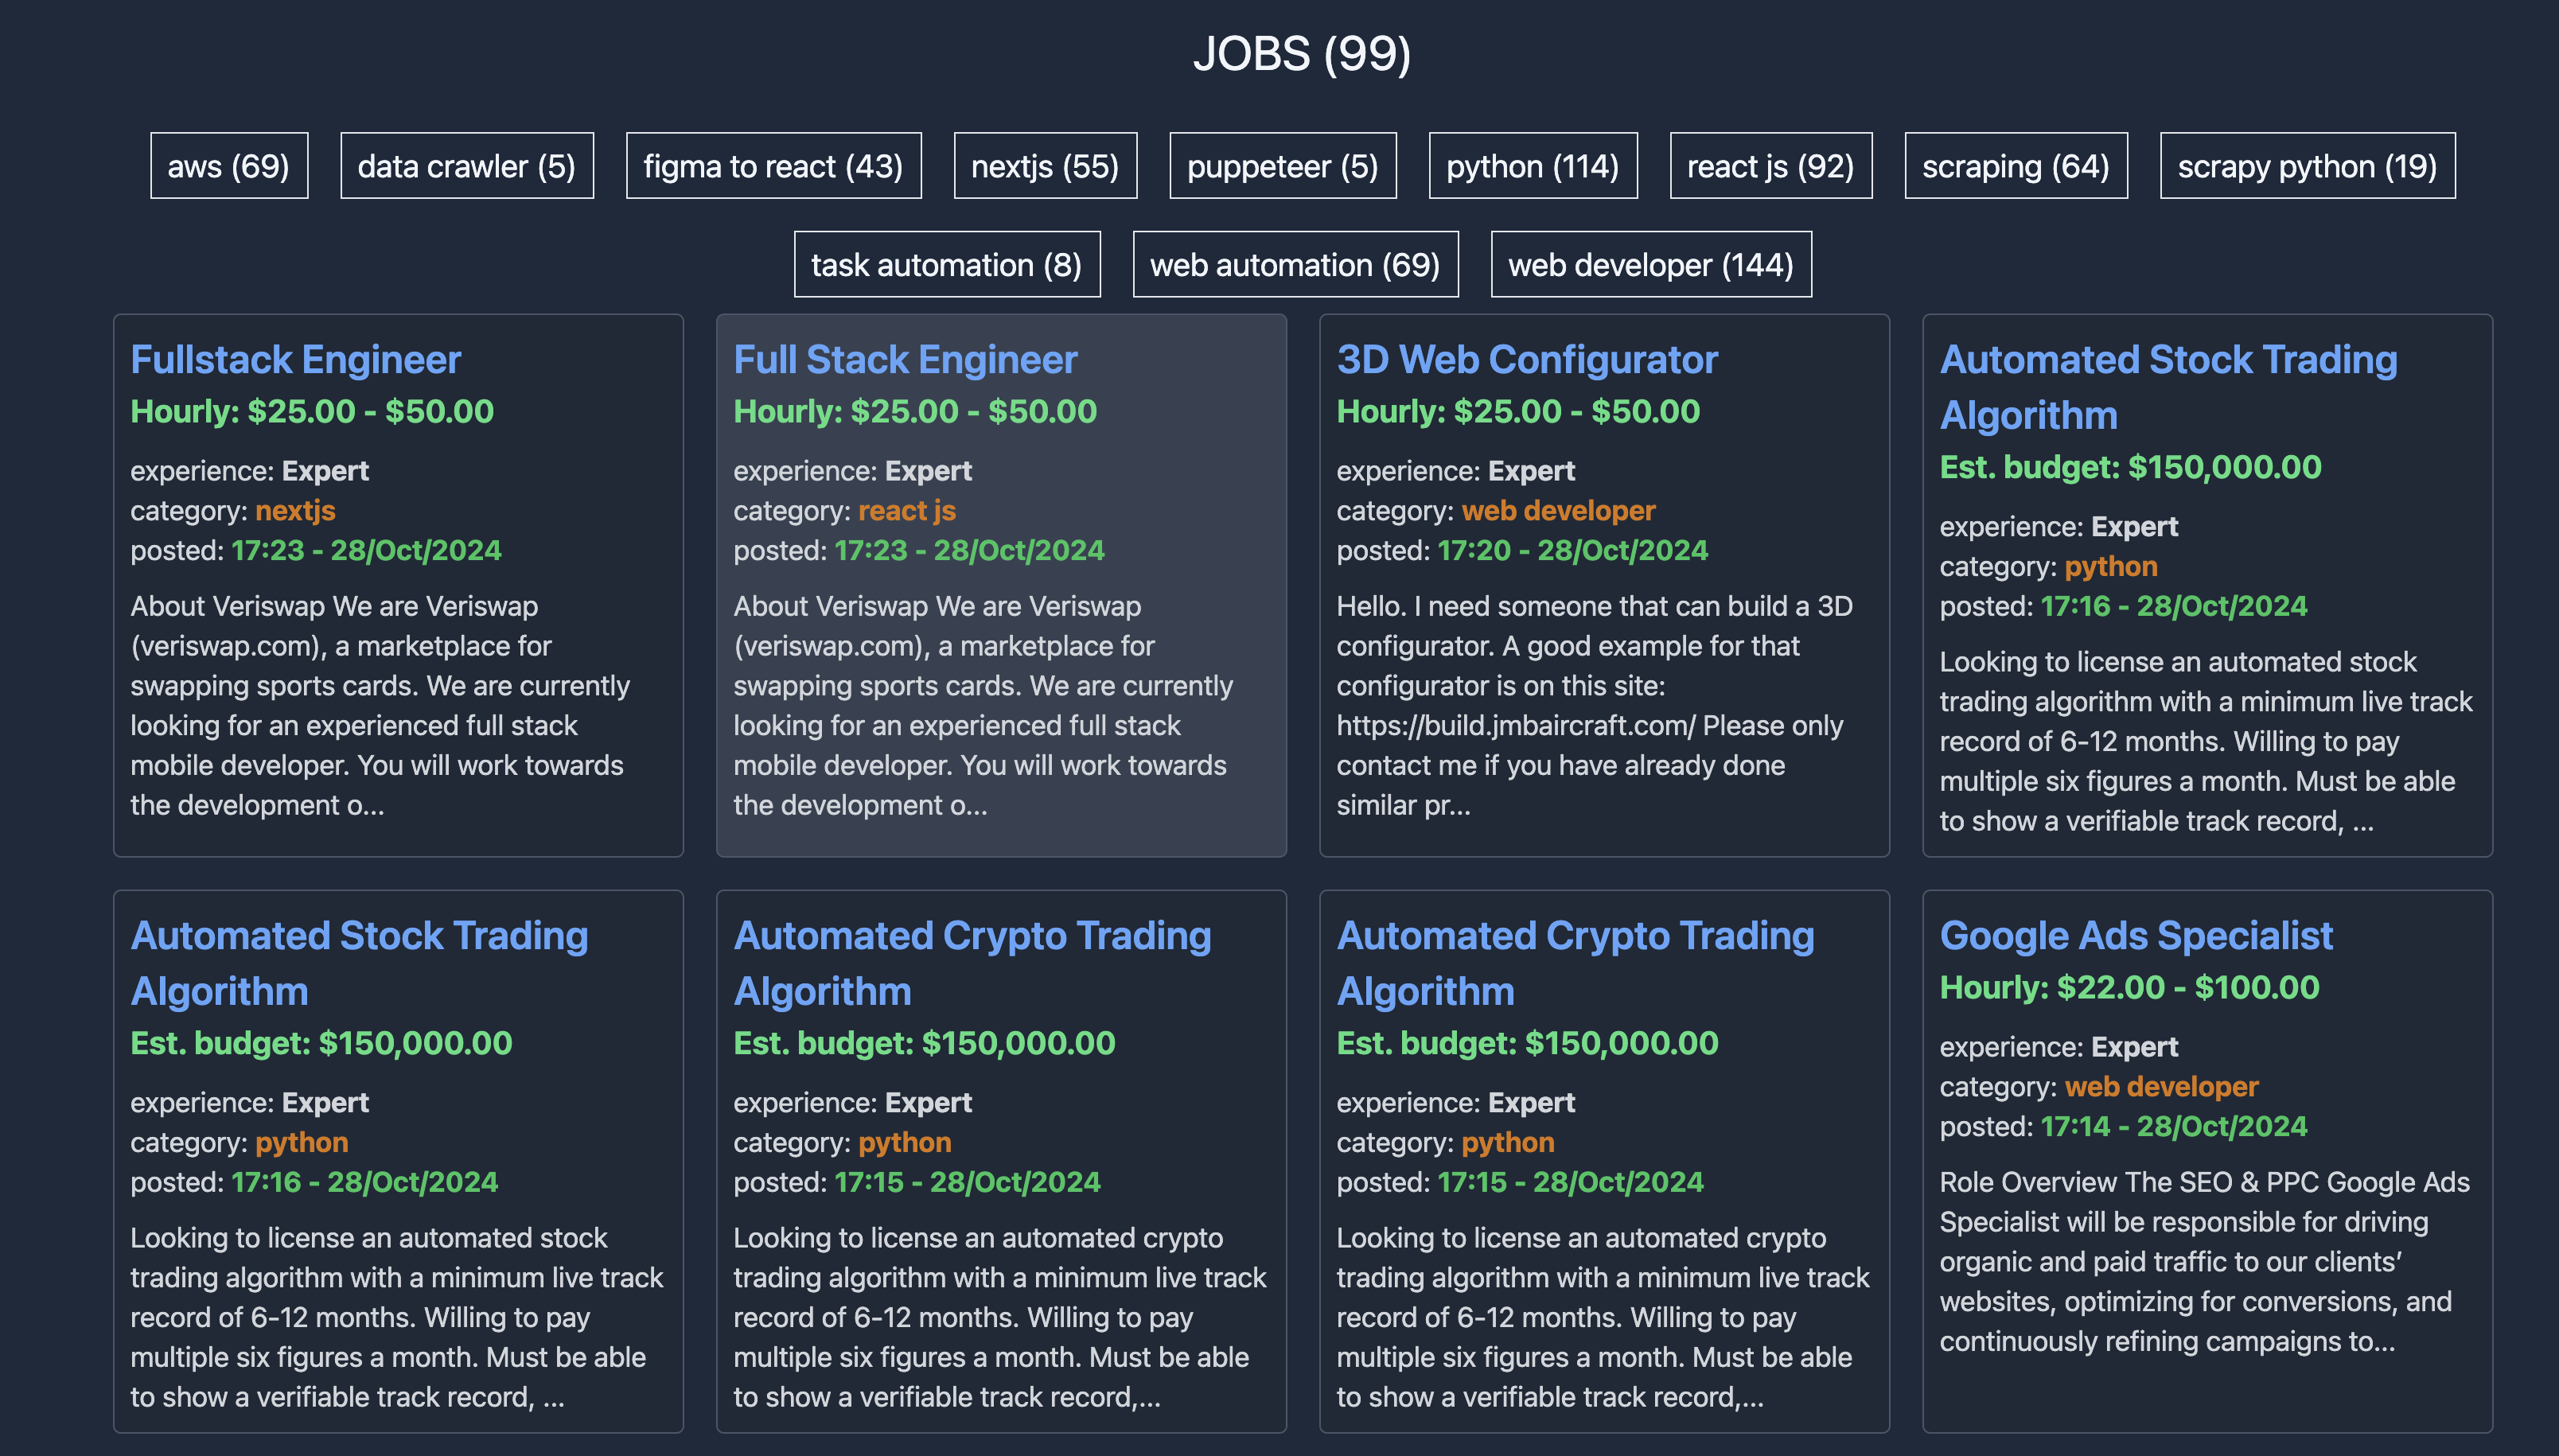 JOBS (99)
aws (69)
data crawler (5)
figma to react (43)
nextjs (55)
puppeteer (5)
python (114)
react js (92)
scraping (64)
scrapy python (19)
task automation (8)
web automation (69)
web developer (144)
Fullstack Engineer
Hourly: $25.00 - $50.00
experience: Expert
category: nextjs
posted: 17:23 - 28/Oct/2024
About Veriswap We are Veriswap
(veriswap.com), a marketplace for
swapping sports cards. We are currently
looking for an experienced full stack
mobile developer. You will work towards
the development o...
Full Stack Engineer
Hourly: $25.00 - $50.00
experience: Expert
category: react js
posted: 17:23 - 28/Oct/2024
About Veriswap We are Veriswap
(veriswap.com), a marketplace for
swapping sports cards. We are currently
looking for an experienced full stack
mobile developer. You will work towards
the development o...
3D Web Configurator
Hourly: $25.00 - $50.00
experience: Expert
category: web developer
posted: 17:20 - 28/Oct/2024
Hello. I need someone that can build a 3D
configurator. A good example for that
configurator is on this site:
https://build.jmbaircraft.com/ Please only
contact me if you have already done
similar pr...
Automated Stock Trading
Algorithm
Est. budget: $150,000.00
experience: Expert
category: python
posted: 17:16 - 28/Oct/2024
Looking to license an automated stock
trading algorithm with a minimum live track
record of 6-12 months. Willing to pay
multiple six figures a month. Must be able
to show a verifiable track record, ...
Automated Stock Trading
Algorithm
Est. budget: $150,000.00
experience: Expert
category: python
posted: 17:16 - 28/Oct/2024
Looking to license an automated stock
trading algorithm with a minimum live track
record of 6-12 months. Willing to pay
multiple six figures a month. Must be able
to show a verifiable track record, ...
Automated Crypto Trading
Algorithm
Est. budget: $150,000.00
experience: Expert
category: python
posted: 17:15 - 28/Oct/2024
Looking to license an automated crypto
trading algorithm with a minimum live track
record of 6-12 months. Willing to pay
multiple six figures a month. Must be able
to show a verifiable track record,...
Automated Crypto Trading
Algorithm
Est. budget: $150,000.00
experience: Expert
category: python
posted: 17:15 - 28/Oct/2024
Looking to license an automated crypto
trading algorithm with a minimum live track
record of 6-12 months. Willing to pay
multiple six figures a month. Must be able
to show a verifiable track record,...
Google Ads Specialist
Hourly: $22.00 - $100.00
experience: Expert
category: web developer
posted: 17:14 - 28/Oct/2024
Role Overview The SEO & PPC Google Ads
Specialist will be responsible for driving
organic and paid traffic to our clients’
websites, optimizing for conversions, and
continuously refining campaigns to...